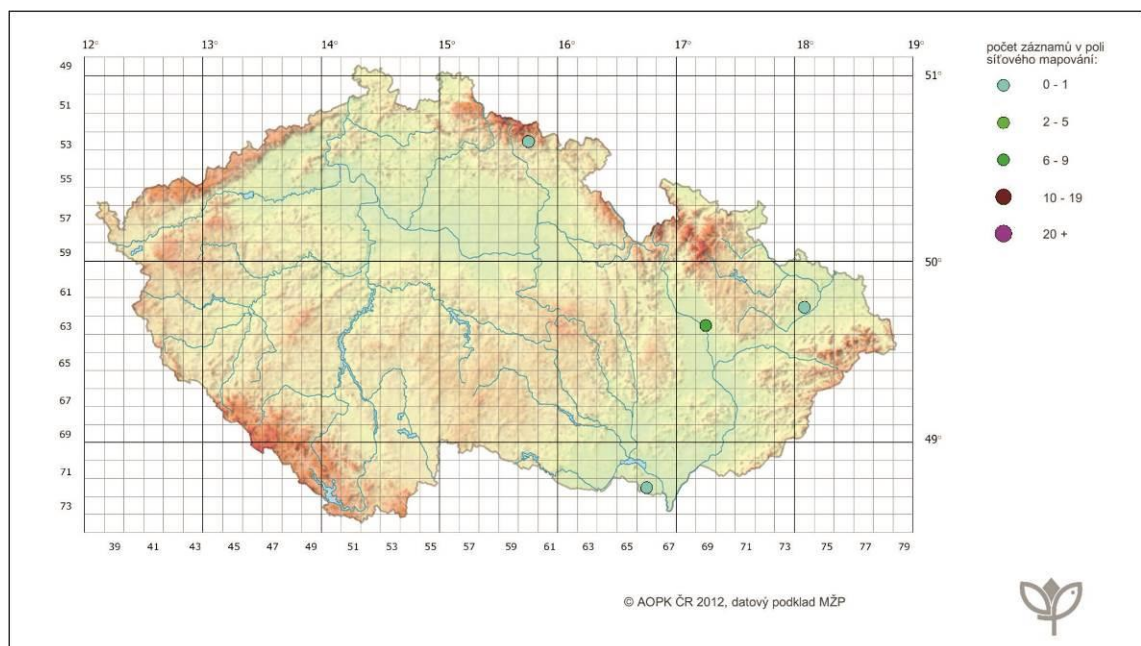 12° 13° 14° 15° 16° 17° 18° 19°
počet záznamů v poli
síťového mapování:
0 - 1
2 - 5
6 - 9
10 - 19
20 +
49
51
53
55
57
59
61
63
65
67
69
71
73
51°
50°
49°
39 41 43 45 47 49 51 53 55 57 59 61 63 65 67 69 71 73 75 77 79
© AOPK ČR 2012, datový podklad MŽP